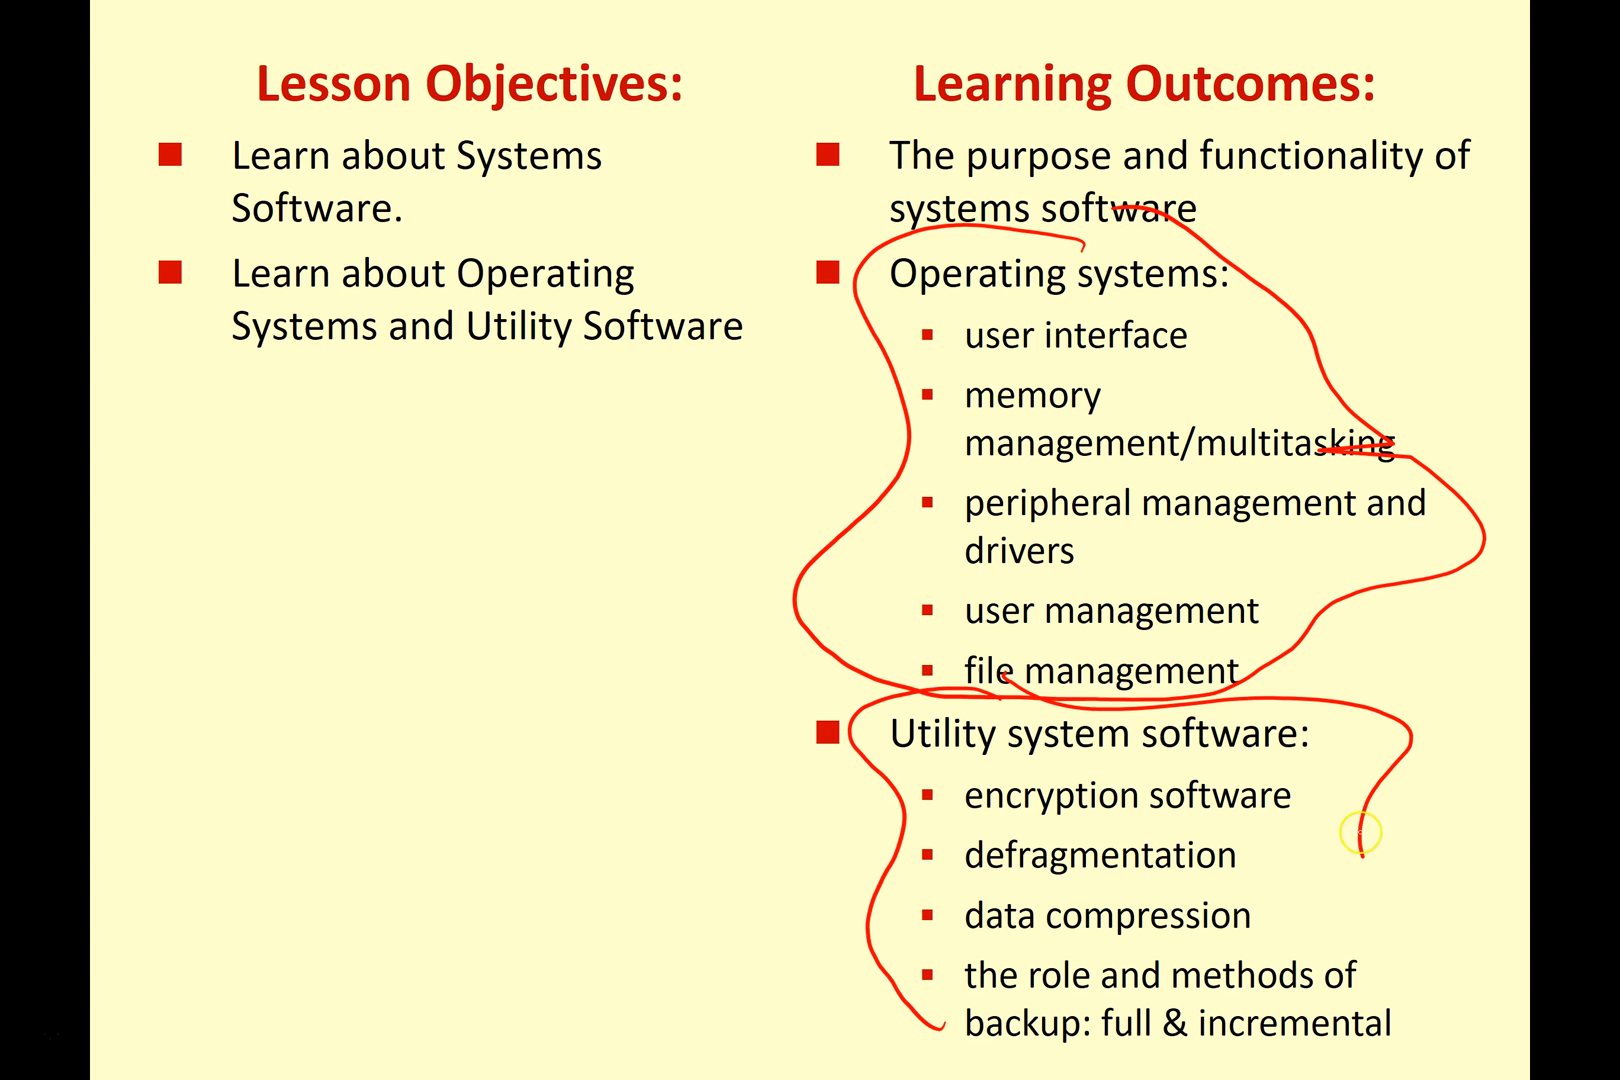 Lesson Objectives:
Learn about Systems
Software.
Learn about Operating
Systems and Utility Software
Learning Outcomes:
The purpose and functionality of
systems software
Operating systems:
user interface
memory
management/multitasking
peripheral management and
drivers
user management
file management
Utility system software:
encryption software
defragmentation
data compression
the role and methods of
backup: full & incremental